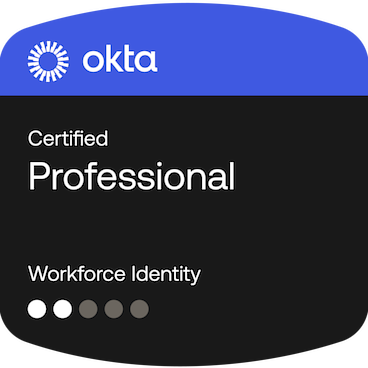 okta
Certified
Professional
Workforce Identity